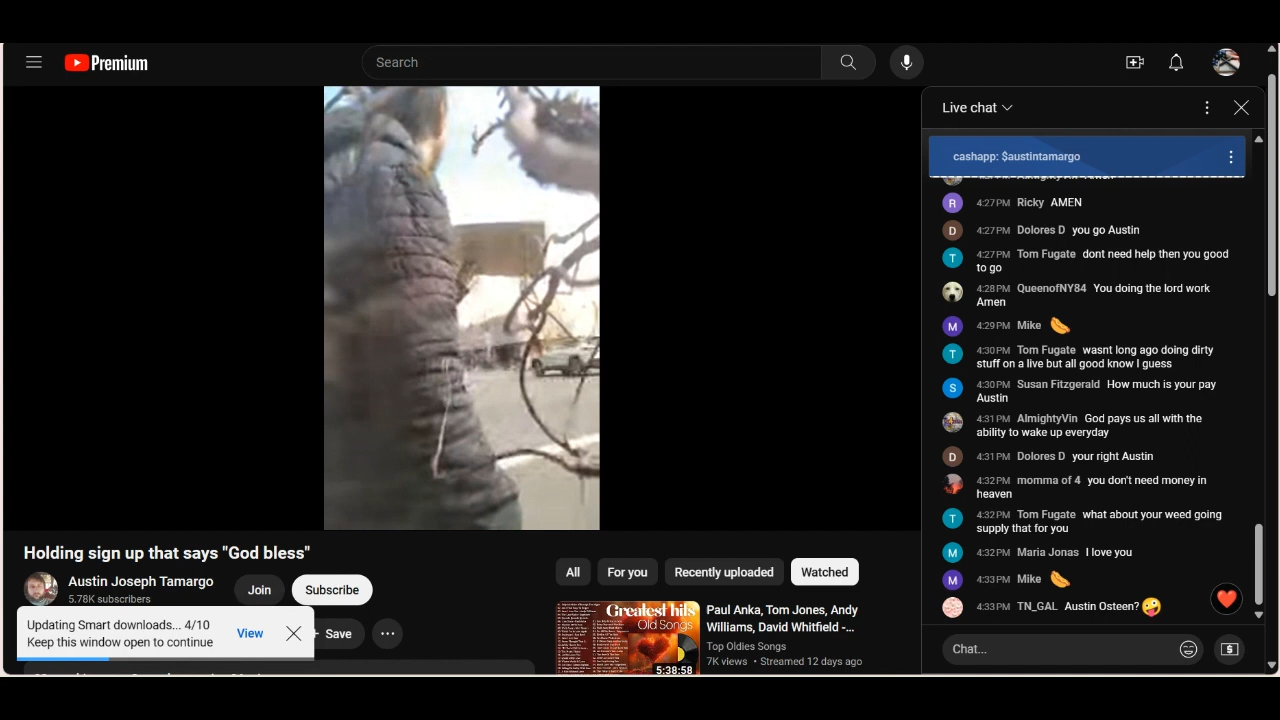 Premium
Search
Live chat
cashapp: $austintamargo
R 4:27 PM Ricky AMEN
D 4:27 PM Dolores D you go Austin
T 4:27 PM Tom Fugate dont need help then you good
to go
4:28 PM QueenofNY84 You doing the lord work
Amen
M 4:29 PM Mike
T 4:30 PM Tom Fugate wasnt long ago doing dirty
stuff on a live but all good know I guess
S 4:30 PM Susan Fitzgerald How much is your pay
Austin
4:31 PM AlmightyVin God pays us all with the
ability to wake up everyday
D 4:31 PM Dolores D your right Austin
4:32 PM momma of 4 you don't need money in
heaven
T 4:32 PM Tom Fugate what about your weed going
supply that for you
M 4:32 PM Maria Jonas I love you
M 4:33 PM Mike
4:33 PM TN_GAL Austin Osteen?
Chat...
Holding sign up that says "God bless"
Austin Joseph Tamargo
5.78K subscribers
Join
Subscribe
Updating Smart downloads... 4/10
Keep this window open to continue
View
Save
All
For you
Recently uploaded
Watched
Greatest hits
Old Songs
5:38:58
Paul Anka, Tom Jones, Andy
Williams, David Whitfield -...
Top Oldies Songs
7K views • Streamed 12 days ago